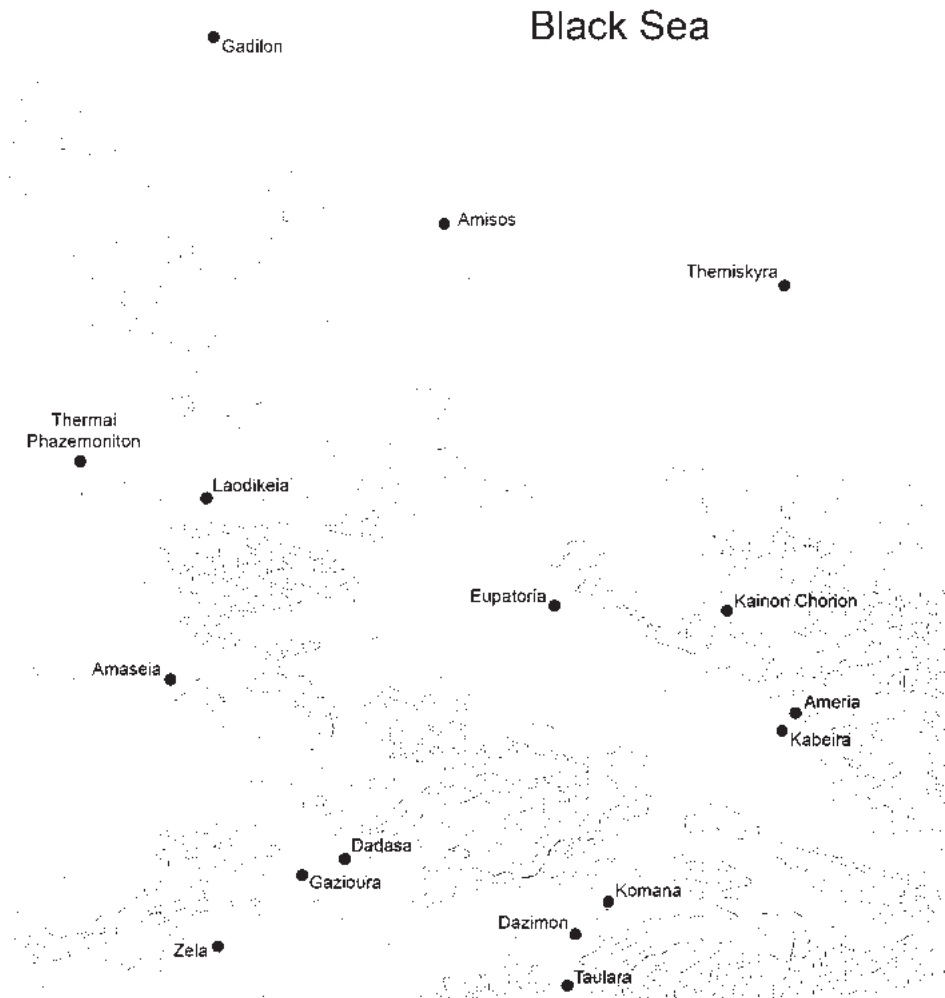 Black Sea
Gadilon
Amisos
Themiskyra
Thermai
Phazemoniton
Laodikeia
Eupatoria
Kainon Chorion
Amaseia
Ameria
Kabeira
Dadasa
Gazioura
Komana
Dazimon
Zela
Taulara